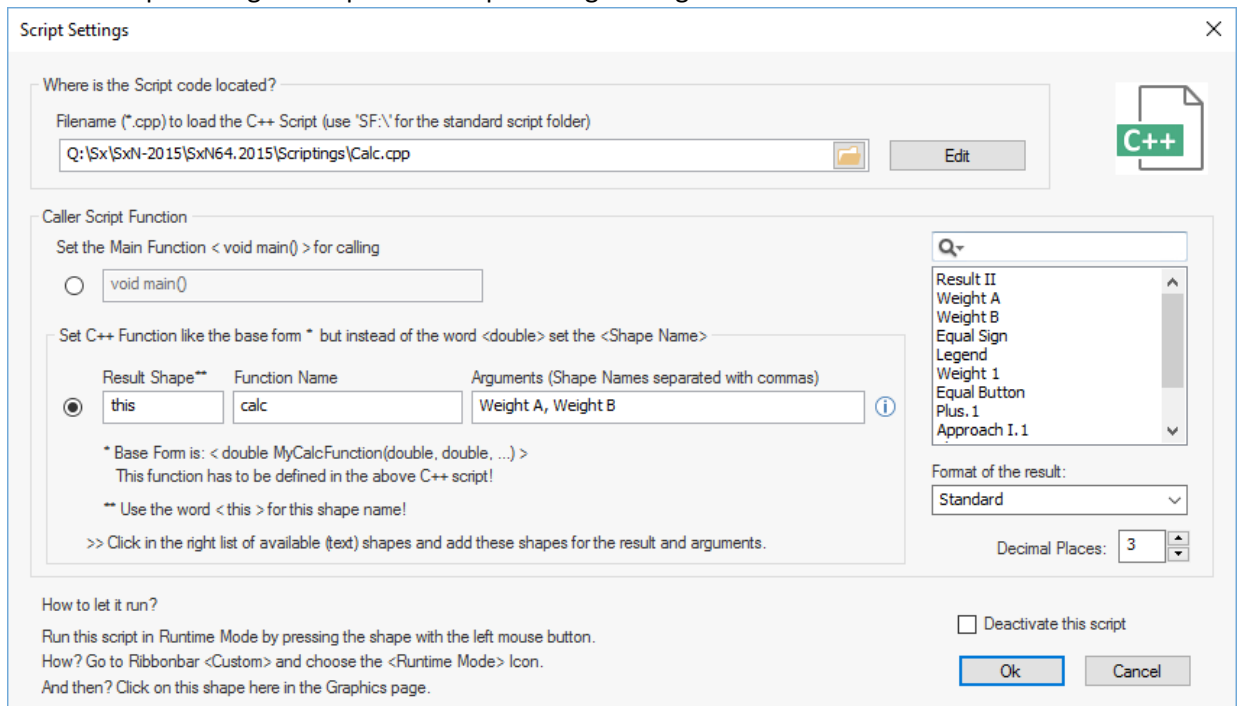 Script Settings
Where is the Script code located?
Filename (*.cpp) to load the C++ Script (use 'SF:\' for the standard script folder)
Q:\Sx\SxN-2015\SxN64.2015\Scriptings\Calc.cpp
Edit
C++
Caller Script Function
Set the Main Function < void main() > for calling
void main()
Set C++ Function like the base form * but instead of the word <double> set the <Shape Name>
Result Shape** Function Name Arguments (Shape Names separated with commas)
this calc Weight A, Weight B
* Base Form is: < double MyCalcFunction(double, double, ...) >
This function has to be defined in the above C++ script!
** Use the word < this > for this shape name!
>> Click in the right list of available (text) shapes and add these shapes for the result and arguments.
Result II
Weight A
Weight B
Equal Sign
Legend
Weight 1
Equal Button
Plus.1
Approach I.1
Format of the result:
Standard
Decimal Places: 3
How to let it run?
Run this script in Runtime Mode by pressing the shape with the left mouse button.
How? Go to Ribbonbar <Custom> and choose the <Runtime Mode> Icon.
And then? Click on this shape here in the Graphics page.
Deactivate this script
Ok Cancel